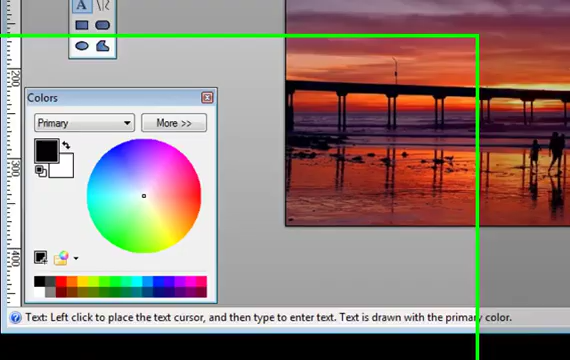 A
Colors
Primary
More >>
200
300
400
Text: Left click to place the text cursor, and then type to enter text. Text is drawn with the primary color.